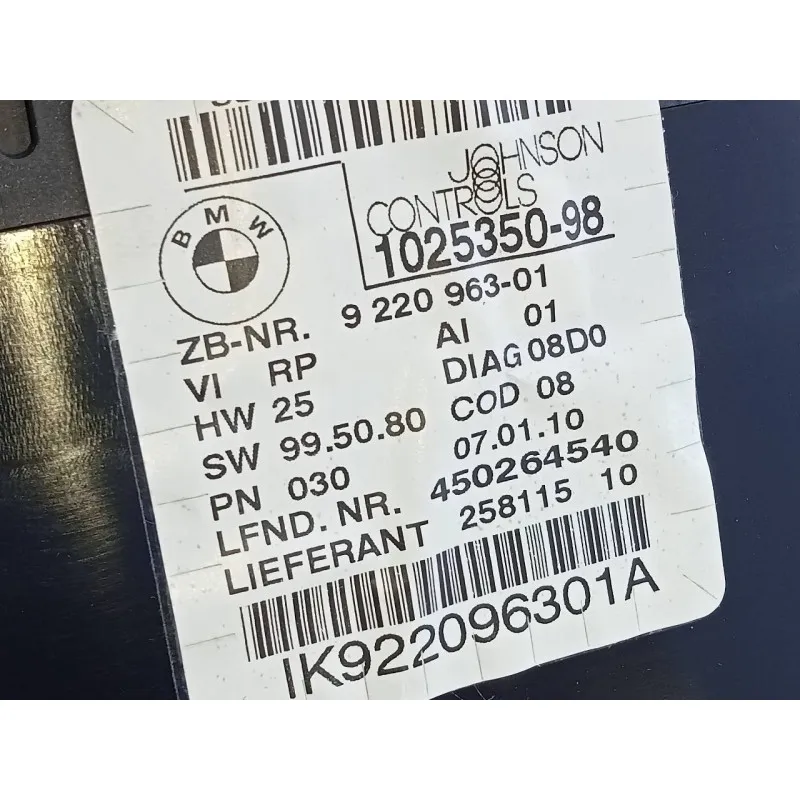 BMW
JOHNSON
CONTROLS
1025350-98
ZB-NR. 9 220 963-01
VI RP AI 01
HW 25 DIAG 08D0
SW 99.50.80 COD 08
PN 030 07.01.10
LFND. NR. 450264540
LIEFERANT 258115 10
IK922096301A